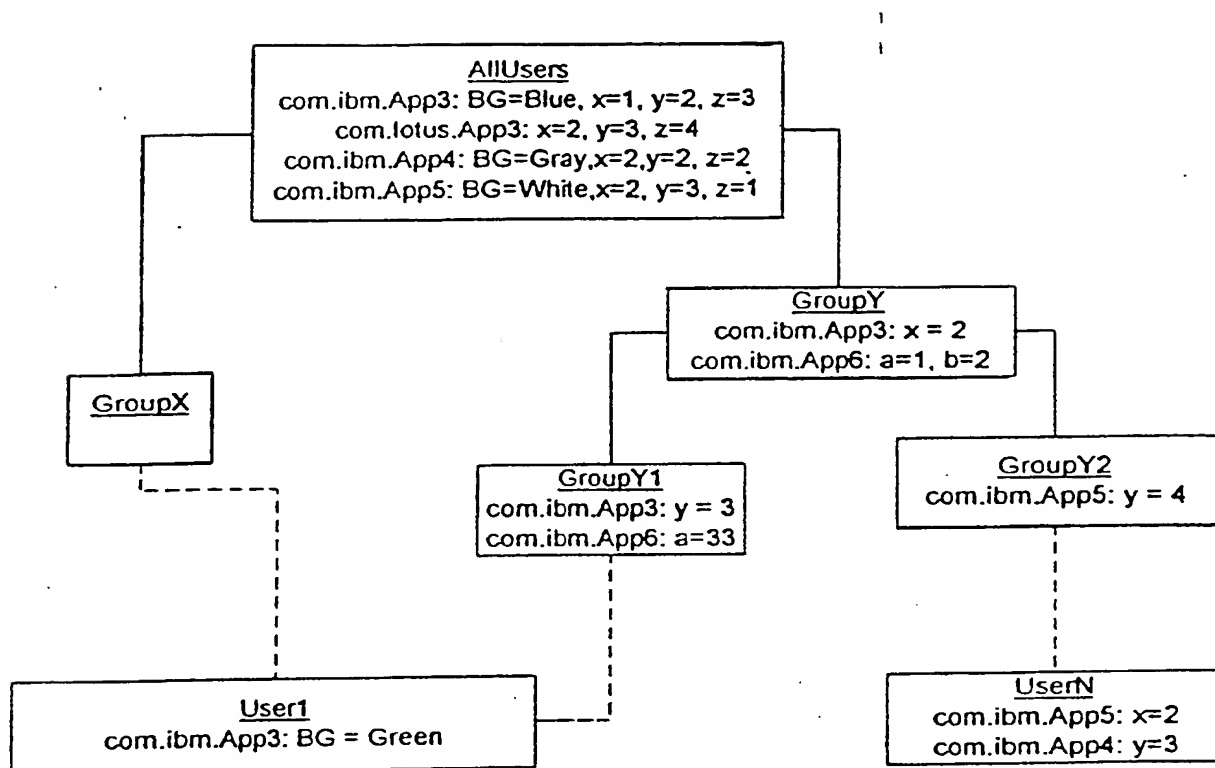 AllUsers
com.ibm.App3: BG=Blue, x=1, y=2, z=3
com.lotus.App3: x=2, y=3, z=4
com.ibm.App4: BG=Gray,x=2,y=2, z=2
com.ibm.App5: BG=White,x=2, y=3, z=1
GroupY
com.ibm.App3: x = 2
com.ibm.App6: a=1, b=2
GroupX
GroupY1
com.ibm.App3: y = 3
com.ibm.App6: a=33
GroupY2
com.ibm.App5: y = 4
User1
com.ibm.App3: BG = Green
UserN
com.ibm.App5: x=2
com.ibm.App4: y=3